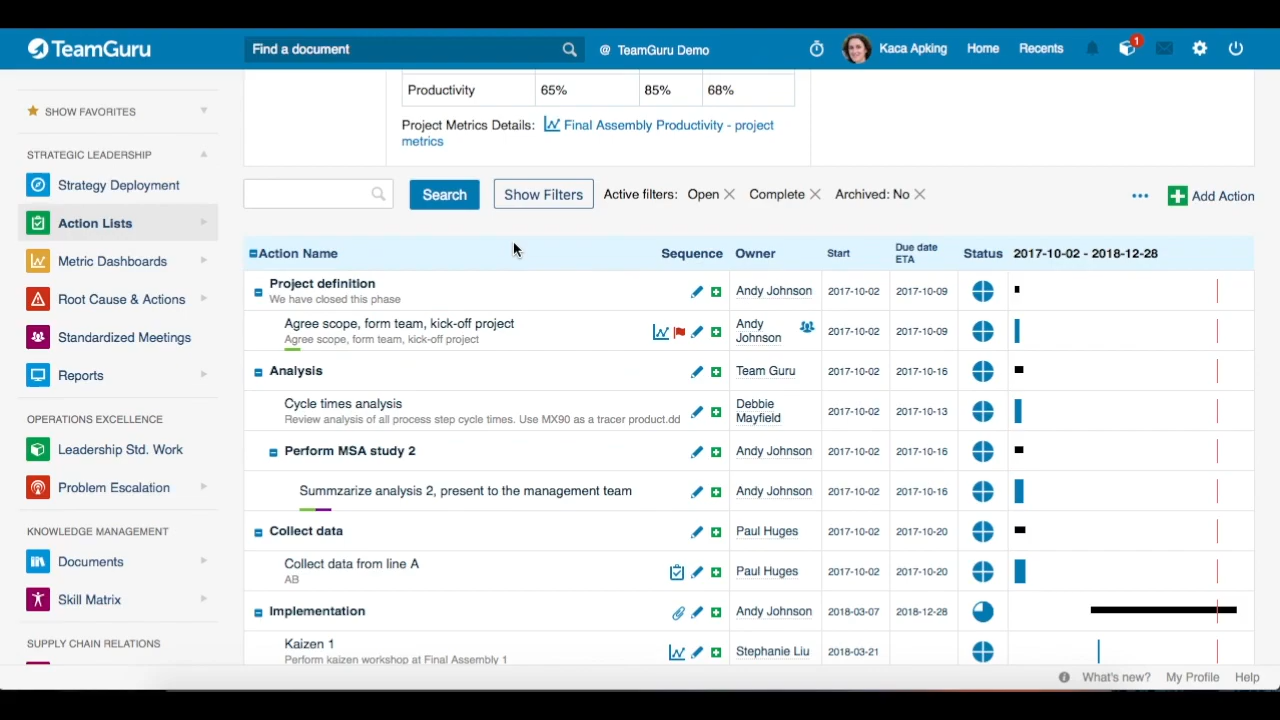 TeamGuru
Find a document
@ TeamGuru Demo
Kaca Apking
Home
Recents
1
SHOW FAVORITES
STRATEGIC LEADERSHIP
Strategy Deployment
Action Lists
Metric Dashboards
Root Cause & Actions
Standardized Meetings
Reports
OPERATIONS EXCELLENCE
Leadership Std. Work
Problem Escalation
KNOWLEDGE MANAGEMENT
Documents
Skill Matrix
SUPPLY CHAIN RELATIONS
Productivity 65% 85% 68%
Project Metrics Details: Final Assembly Productivity - project
metrics
Search Show Filters Active filters: Open Complete Archived: No ••• Add Action
Action Name Sequence Owner Start Due date ETA Status 2017-10-02 - 2018-12-28
Project definition Andy Johnson 2017-10-02 2017-10-09
We have closed this phase
Agree scope, form team, kick-off project Andy Johnson 2017-10-02 2017-10-09
Agree scope, form team, kick-off project
Analysis Team Guru 2017-10-02 2017-10-16
Cycle times analysis Debbie Mayfield 2017-10-02 2017-10-13
Review analysis of all process step cycle times. Use MX90 as a tracer product.dd
Perform MSA study 2 Andy Johnson 2017-10-02 2017-10-16
Summzarize analysis 2, present to the management team Andy Johnson 2017-10-02 2017-10-16
Collect data Paul Huges 2017-10-02 2017-10-20
Collect data from line A Paul Huges 2017-10-02 2017-10-20
AB
Implementation Andy Johnson 2018-03-07 2018-12-28
Kaizen 1 Stephanie Liu 2018-03-21
Perform kaizen workshop at Final Assembly 1
What's new? My Profile Help